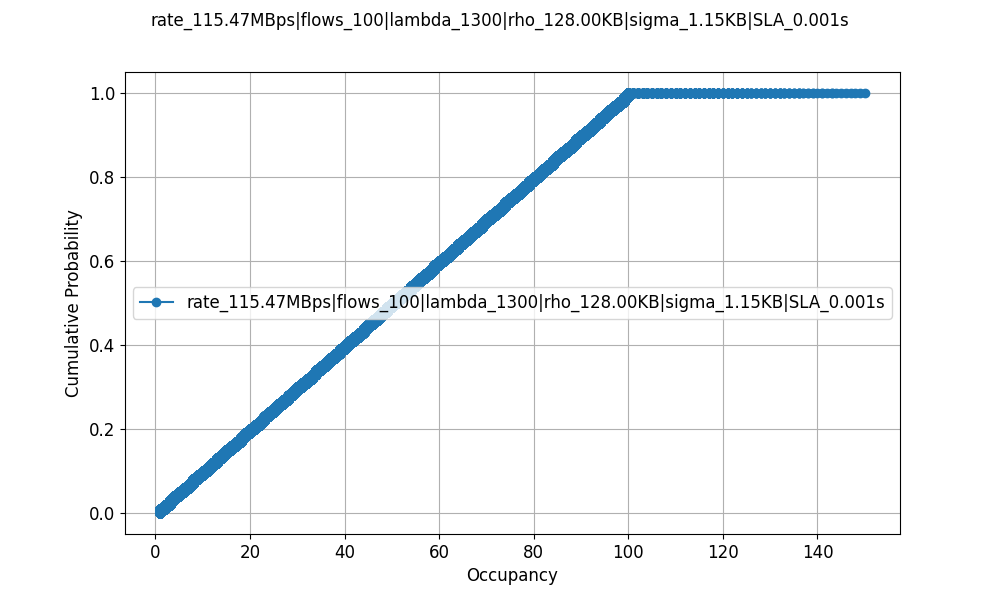 rate_115.47MBps|flows_100|lambda_1300|rho_128.00KB|sigma_1.15KB|SLA_0.001s
1.0
0.8
0.6
0.4
0.2
0.0
Cumulative Probability
rate_115.47MBps|flows_100|lambda_1300|rho_128.00KB|sigma_1.15KB|SLA_0.001s
0 20 40 60 80 100 120 140
Occupancy